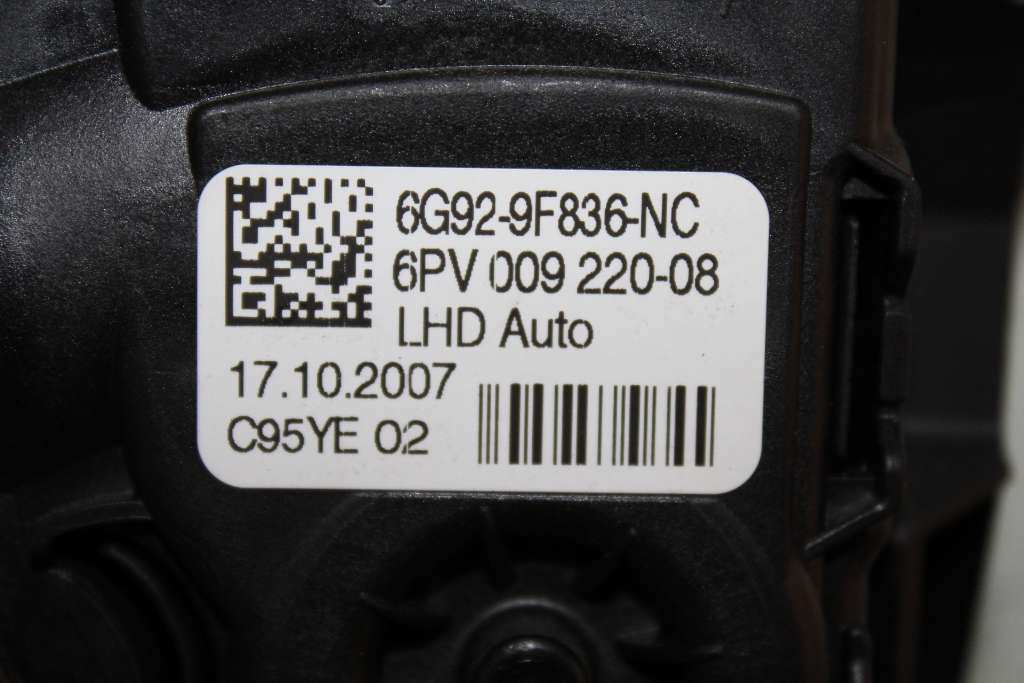 6G92-9F836-NC
6PV 009 220-08
LHD Auto
17.10.2007
C95YE 02